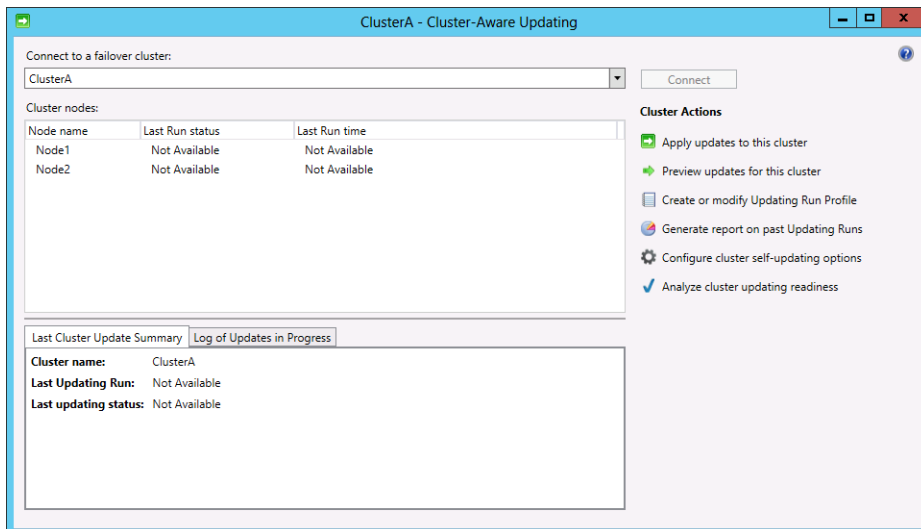 ClusterA - Cluster-Aware Updating
Connect to a failover cluster:
ClusterA
Connect
Cluster nodes:
Node name Last Run status Last Run time
Node1 Not Available Not Available
Node2 Not Available Not Available
Cluster Actions
Apply updates to this cluster
Preview updates for this cluster
Create or modify Updating Run Profile
Generate report on past Updating Runs
Configure cluster self-updating options
Analyze cluster updating readiness
Last Cluster Update Summary Log of Updates in Progress
Cluster name: ClusterA
Last Updating Run: Not Available
Last updating status: Not Available